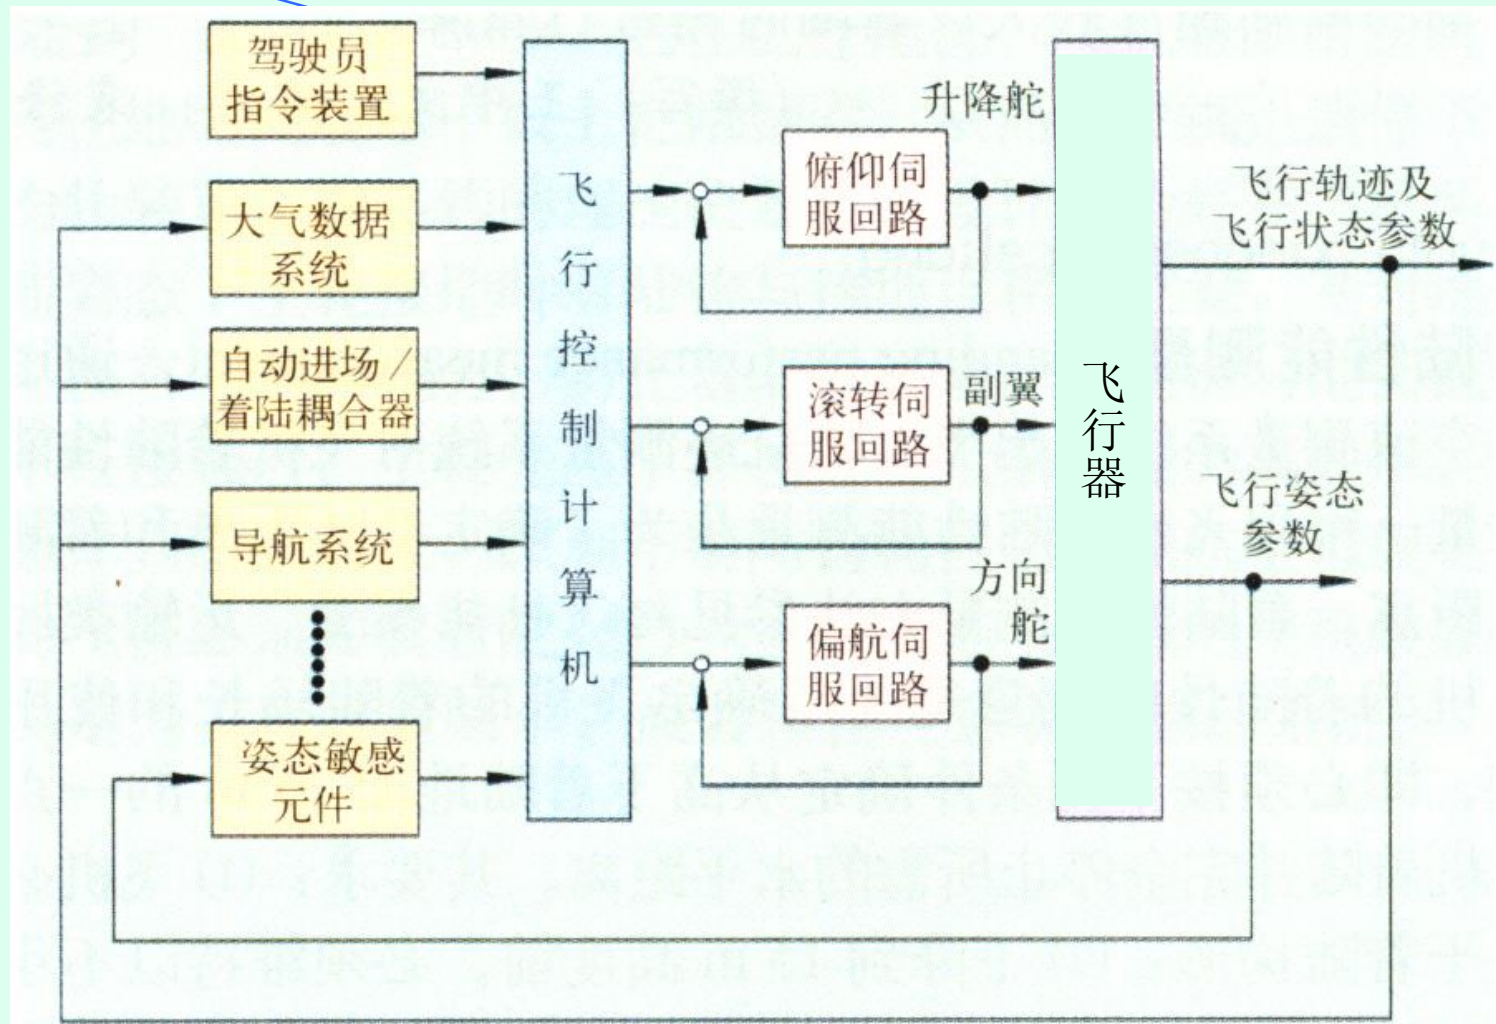 驾驶员
指令装置
大气数据
系统
自动进场/
着陆耦合器
导航系统
姿态敏感
元件
飞
行
控
制
计
算
机
升降舵
俯仰伺
服回路
副翼
滚转伺
服回路
方向
舵
偏航伺
服回路
飞
行
器
飞行轨迹及
飞行状态参数
飞行姿态
参数